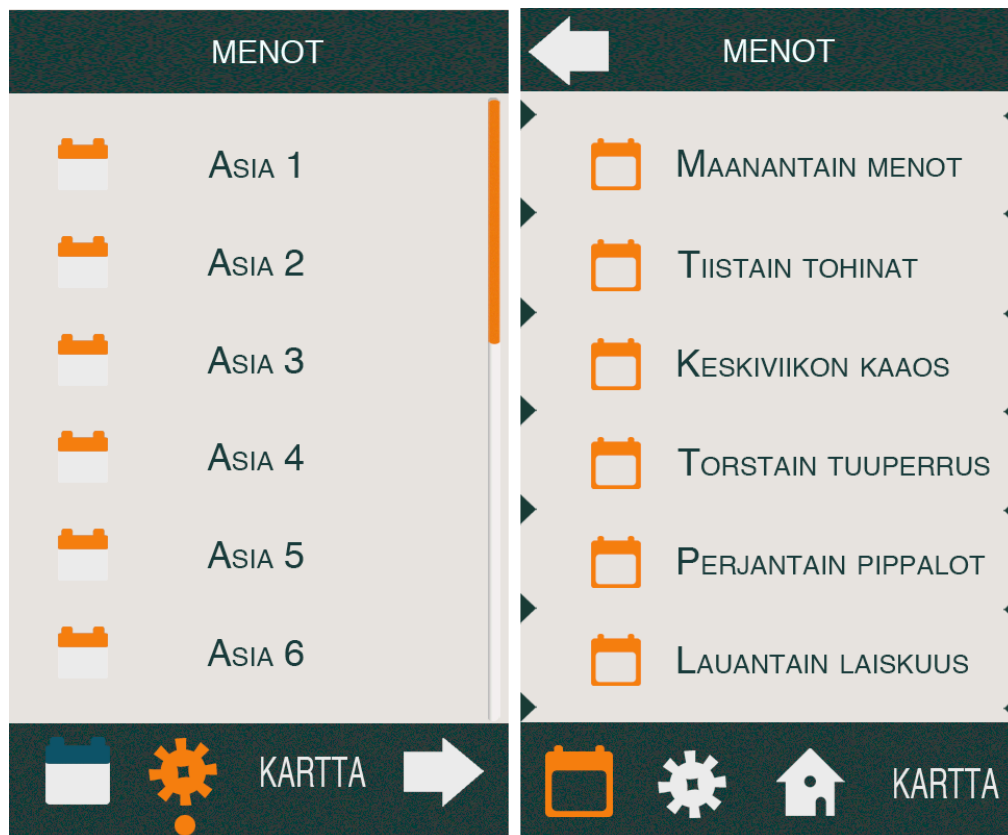 MENOT
Asia 1
Asia 2
Asia 3
Asia 4
Asia 5
Asia 6
KARTTA
MENOT
Maanantain menot
Tiistain tohinat
Keskiviikon kaaos
Torstain tuuperrus
Perjantain pippalot
Lauantain laiskuus
KARTTA